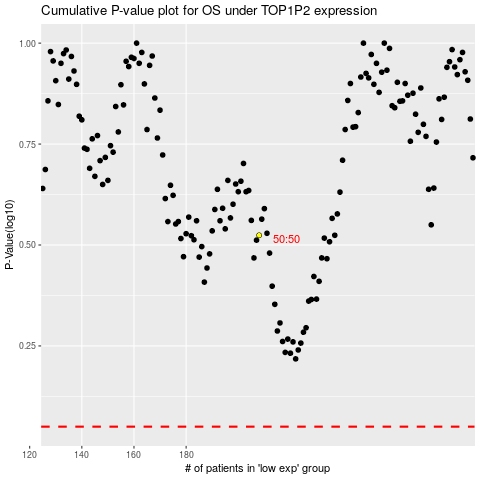 Cumulative P-value plot for OS under TOP1P2 expression
1.00
0.75
0.50
0.25
P-Value(log10)
50:50
120 140 160 180
# of patients in 'low exp' group